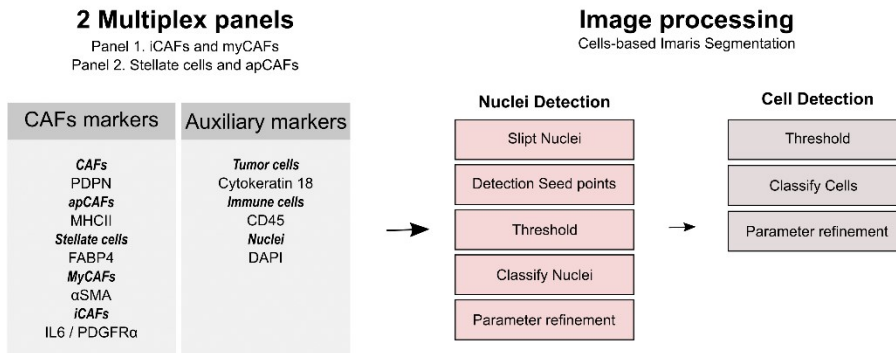 2 Multiplex panels
Panel 1. iCAFs and myCAFs
Panel 2. Stellate cells and apCAFs
CAFs markers
CAFs
PDPN
apCAFs
MHCII
Stellate cells
FABP4
MyCAFs
αSMA
iCAFs
IL6 / PDGFRα
Auxiliary markers
Tumor cells
Cytokeratin 18
Immune cells
CD45
Nuclei
DAPI
Image processing
Cells-based Imaris Segmentation
Nuclei Detection
Slipt Nuclei
Detection Seed points
Threshold
Classify Nuclei
Parameter refinement
Cell Detection
Threshold
Classify Cells
Parameter refinement